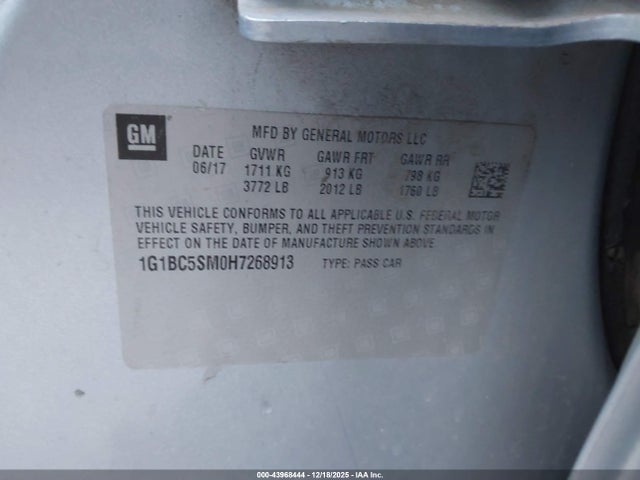 GM
MFD BY GENERAL MOTORS LLC
DATE GVWR GAWR FRT GAWR RR
06/17 1711 KG 913 KG 798 KG
3772 LB 2012 LB 1760 LB
THIS VEHICLE CONFORMS TO ALL APPLICABLE U.S. FEDERAL MOTOR
VEHICLE SAFETY, BUMPER, AND THEFT PREVENTION STANDARDS IN
EFFECT ON THE DATE OF MANUFACTURE SHOWN ABOVE.
1G1BC5SM0H7268913 TYPE: PASS CAR
000-43968444 - 12/18/2025 - IAA Inc.